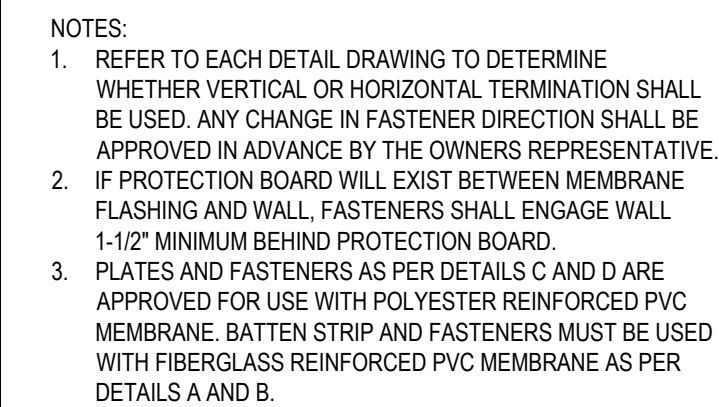 NOTES:
1. REFER TO EACH DETAIL DRAWING TO DETERMINE
WHETHER VERTICAL OR HORIZONTAL TERMINATION SHALL
BE USED. ANY CHANGE IN FASTENER DIRECTION SHALL BE
APPROVED IN ADVANCE BY THE OWNERS REPRESENTATIVE.
2. IF PROTECTION BOARD WILL EXIST BETWEEN MEMBRANE
FLASHING AND WALL, FASTENERS SHALL ENGAGE WALL
1-1/2" MINIMUM BEHIND PROTECTION BOARD.
3. PLATES AND FASTENERS AS PER DETAILS C AND D ARE
APPROVED FOR USE WITH POLYESTER REINFORCED PVC
MEMBRANE. BATTEN STRIP AND FASTENERS MUST BE USED
WITH FIBERGLASS REINFORCED PVC MEMBRANE AS PER
DETAILS A AND B.